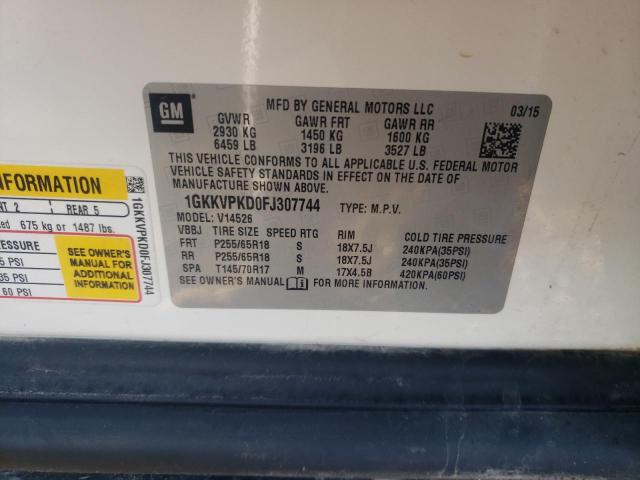 GM
MFD BY GENERAL MOTORS LLC
03/15
GVWR GAWR FRT GAWR RR
2930 KG 1450 KG 1600 KG
6459 LB 3196 LB 3527 LB
THIS VEHICLE CONFORMS TO ALL APPLICABLE U.S. FEDERAL MOTOR
VEHICLE SAFETY STANDARDS IN EFFECT ON THE DATE OF
MANUFACTURE SHOWN ABOVE.
1GKKVPKD0FJ307744 TYPE: M.P.V.
MODEL: V14526
VBBJ TIRE SIZE SPEED RTG RIM COLD TIRE PRESSURE
FRT P255/65R18 S 18X7.5J 240KPA(35PSI)
RR P255/65R18 S 18X7.5J 240KPA(35PSI)
SPA T145/70R17 M 17X4.5B 420KPA(60PSI)
SEE OWNER'S MANUAL FOR MORE INFORMATION.
INFORMATION
NT 2 REAR 5
675 kg or 1487 lbs.
PRESSURE
5 PSI
35 PSI
60 PSI
SEE OWNER'S
MANUAL FOR
ADDITIONAL
INFORMATION
1GKKVPKD0FJ307744